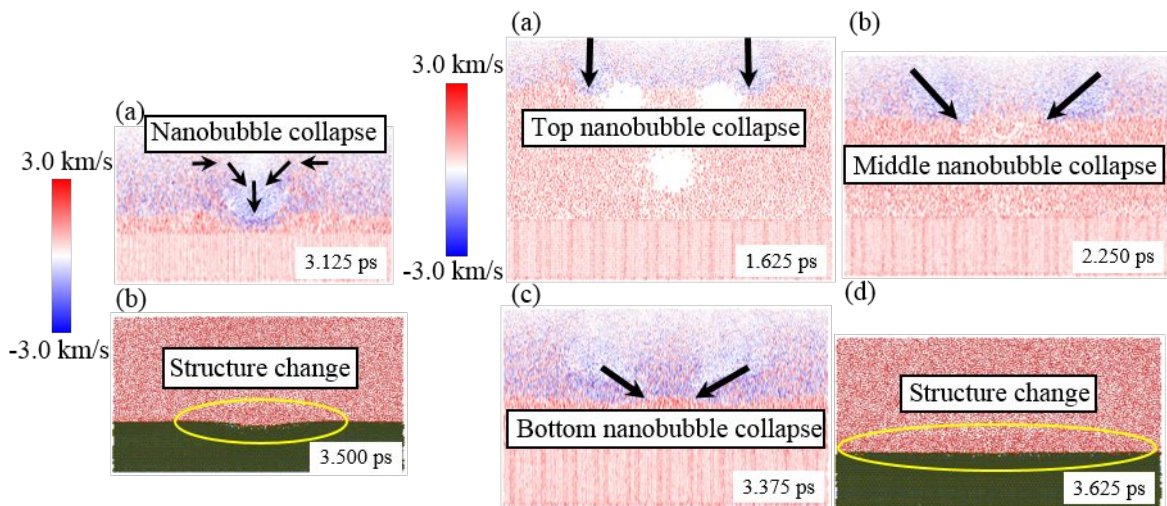 (a)
Nanobubble collapse
3.0 km/s
-3.0 km/s
3.125 ps
(b)
Structure change
3.500 ps
3.0 km/s
-3.0 km/s
(a)
Top nanobubble collapse
1.625 ps
(b)
Middle nanobubble collapse
2.250 ps
(c)
Bottom nanobubble collapse
3.375 ps
(d)
Structure change
3.625 ps